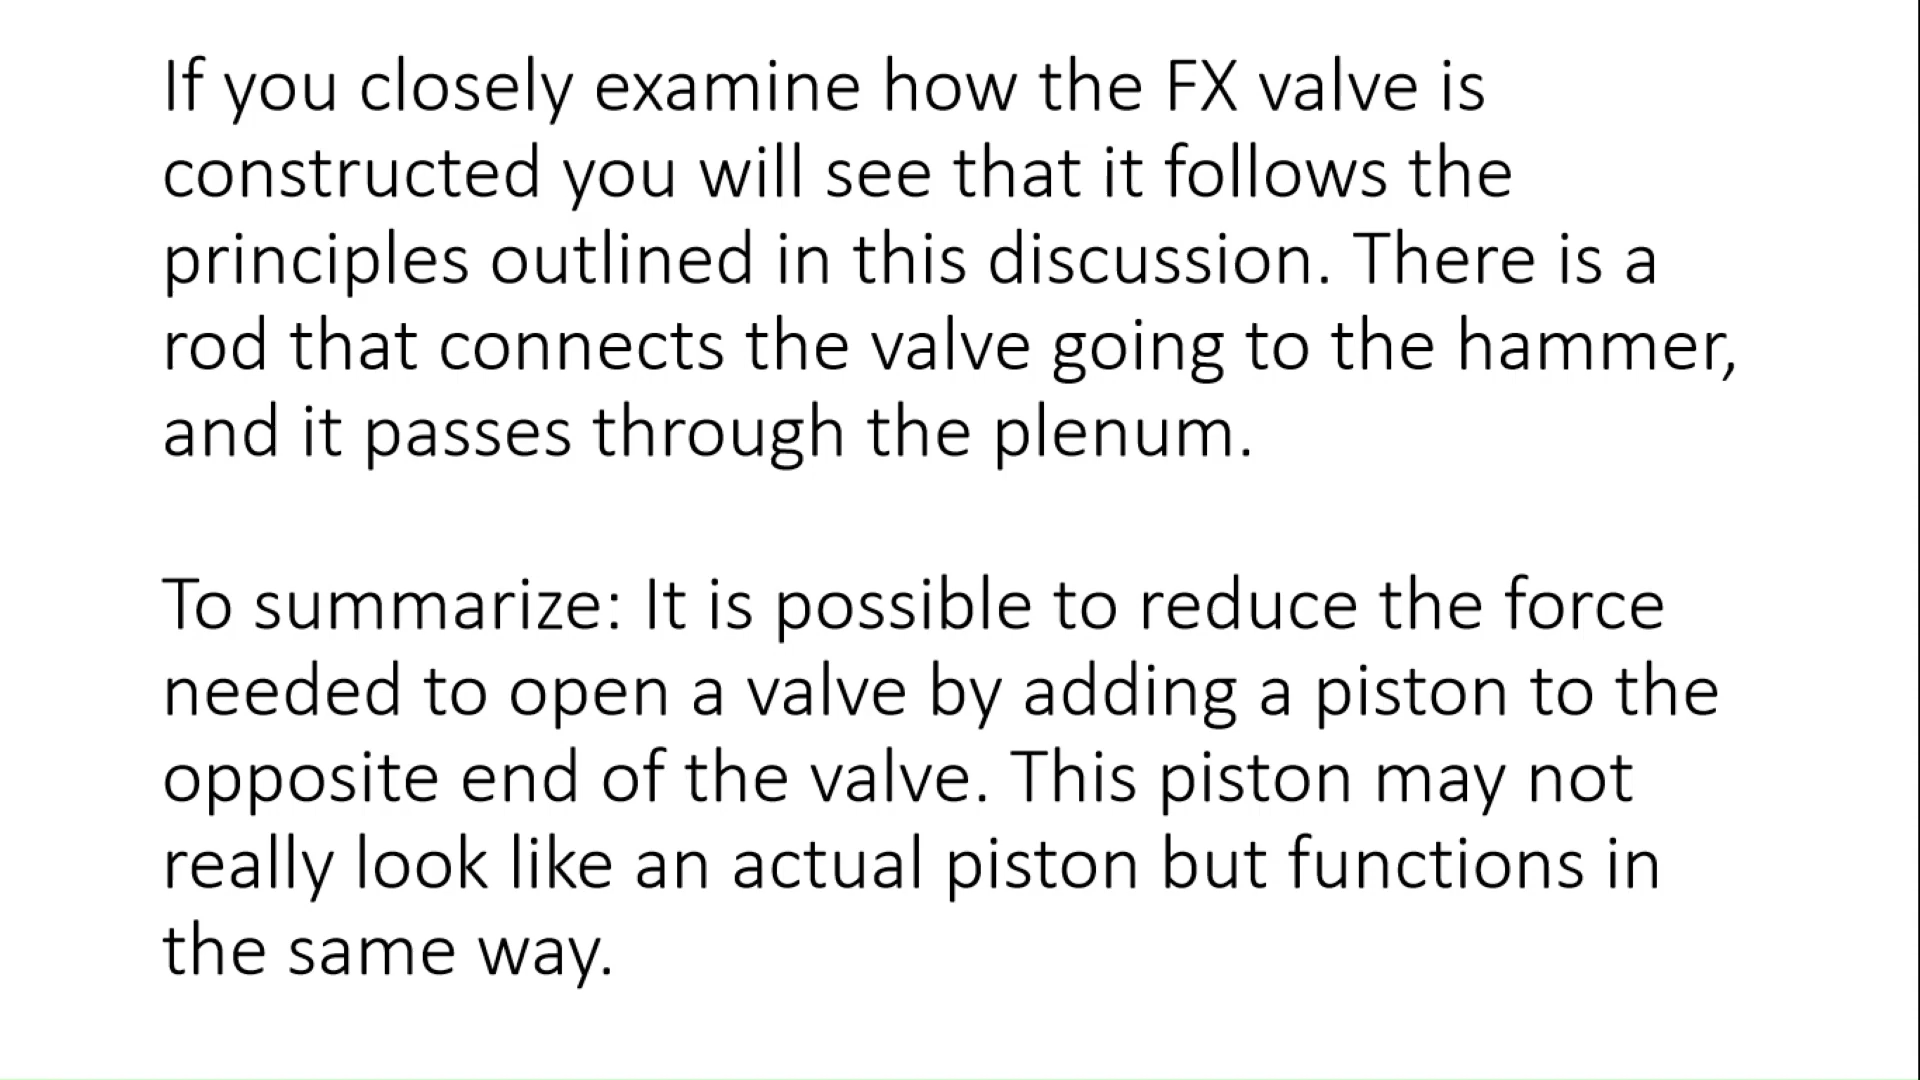 If you closely examine how the FX valve is
constructed you will see that it follows the
principles outlined in this discussion. There is a
rod that connects the valve going to the hammer,
and it passes through the plenum.
To summarize: It is possible to reduce the force
needed to open a valve by adding a piston to the
opposite end of the valve. This piston may not
really look like an actual piston but functions in
the same way.